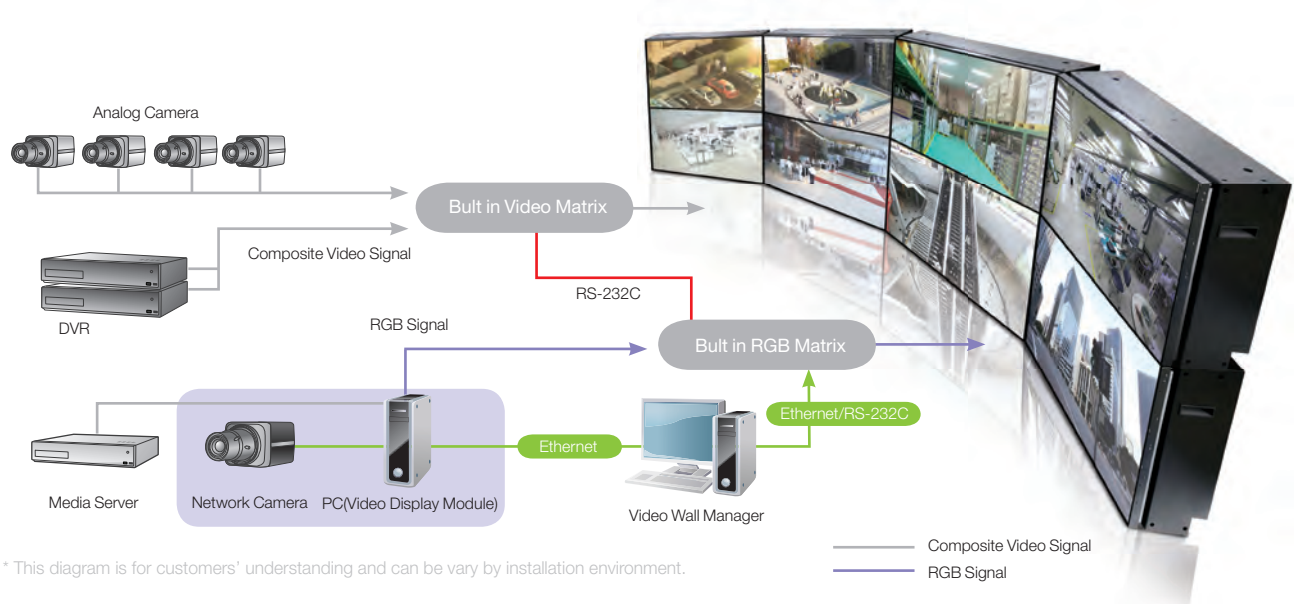 Analog Camera
Bult in Video Matrix
Composite Video Signal
RS-232C
DVR
RGB Signal
Bult in RGB Matrix
Ethernet/RS-232C
Ethernet
Media Server
Network Camera
PC(Video Display Module)
Video Wall Manager
Composite Video Signal
RGB Signal
* This diagram is for customers’ understanding and can be vary by installation environment.